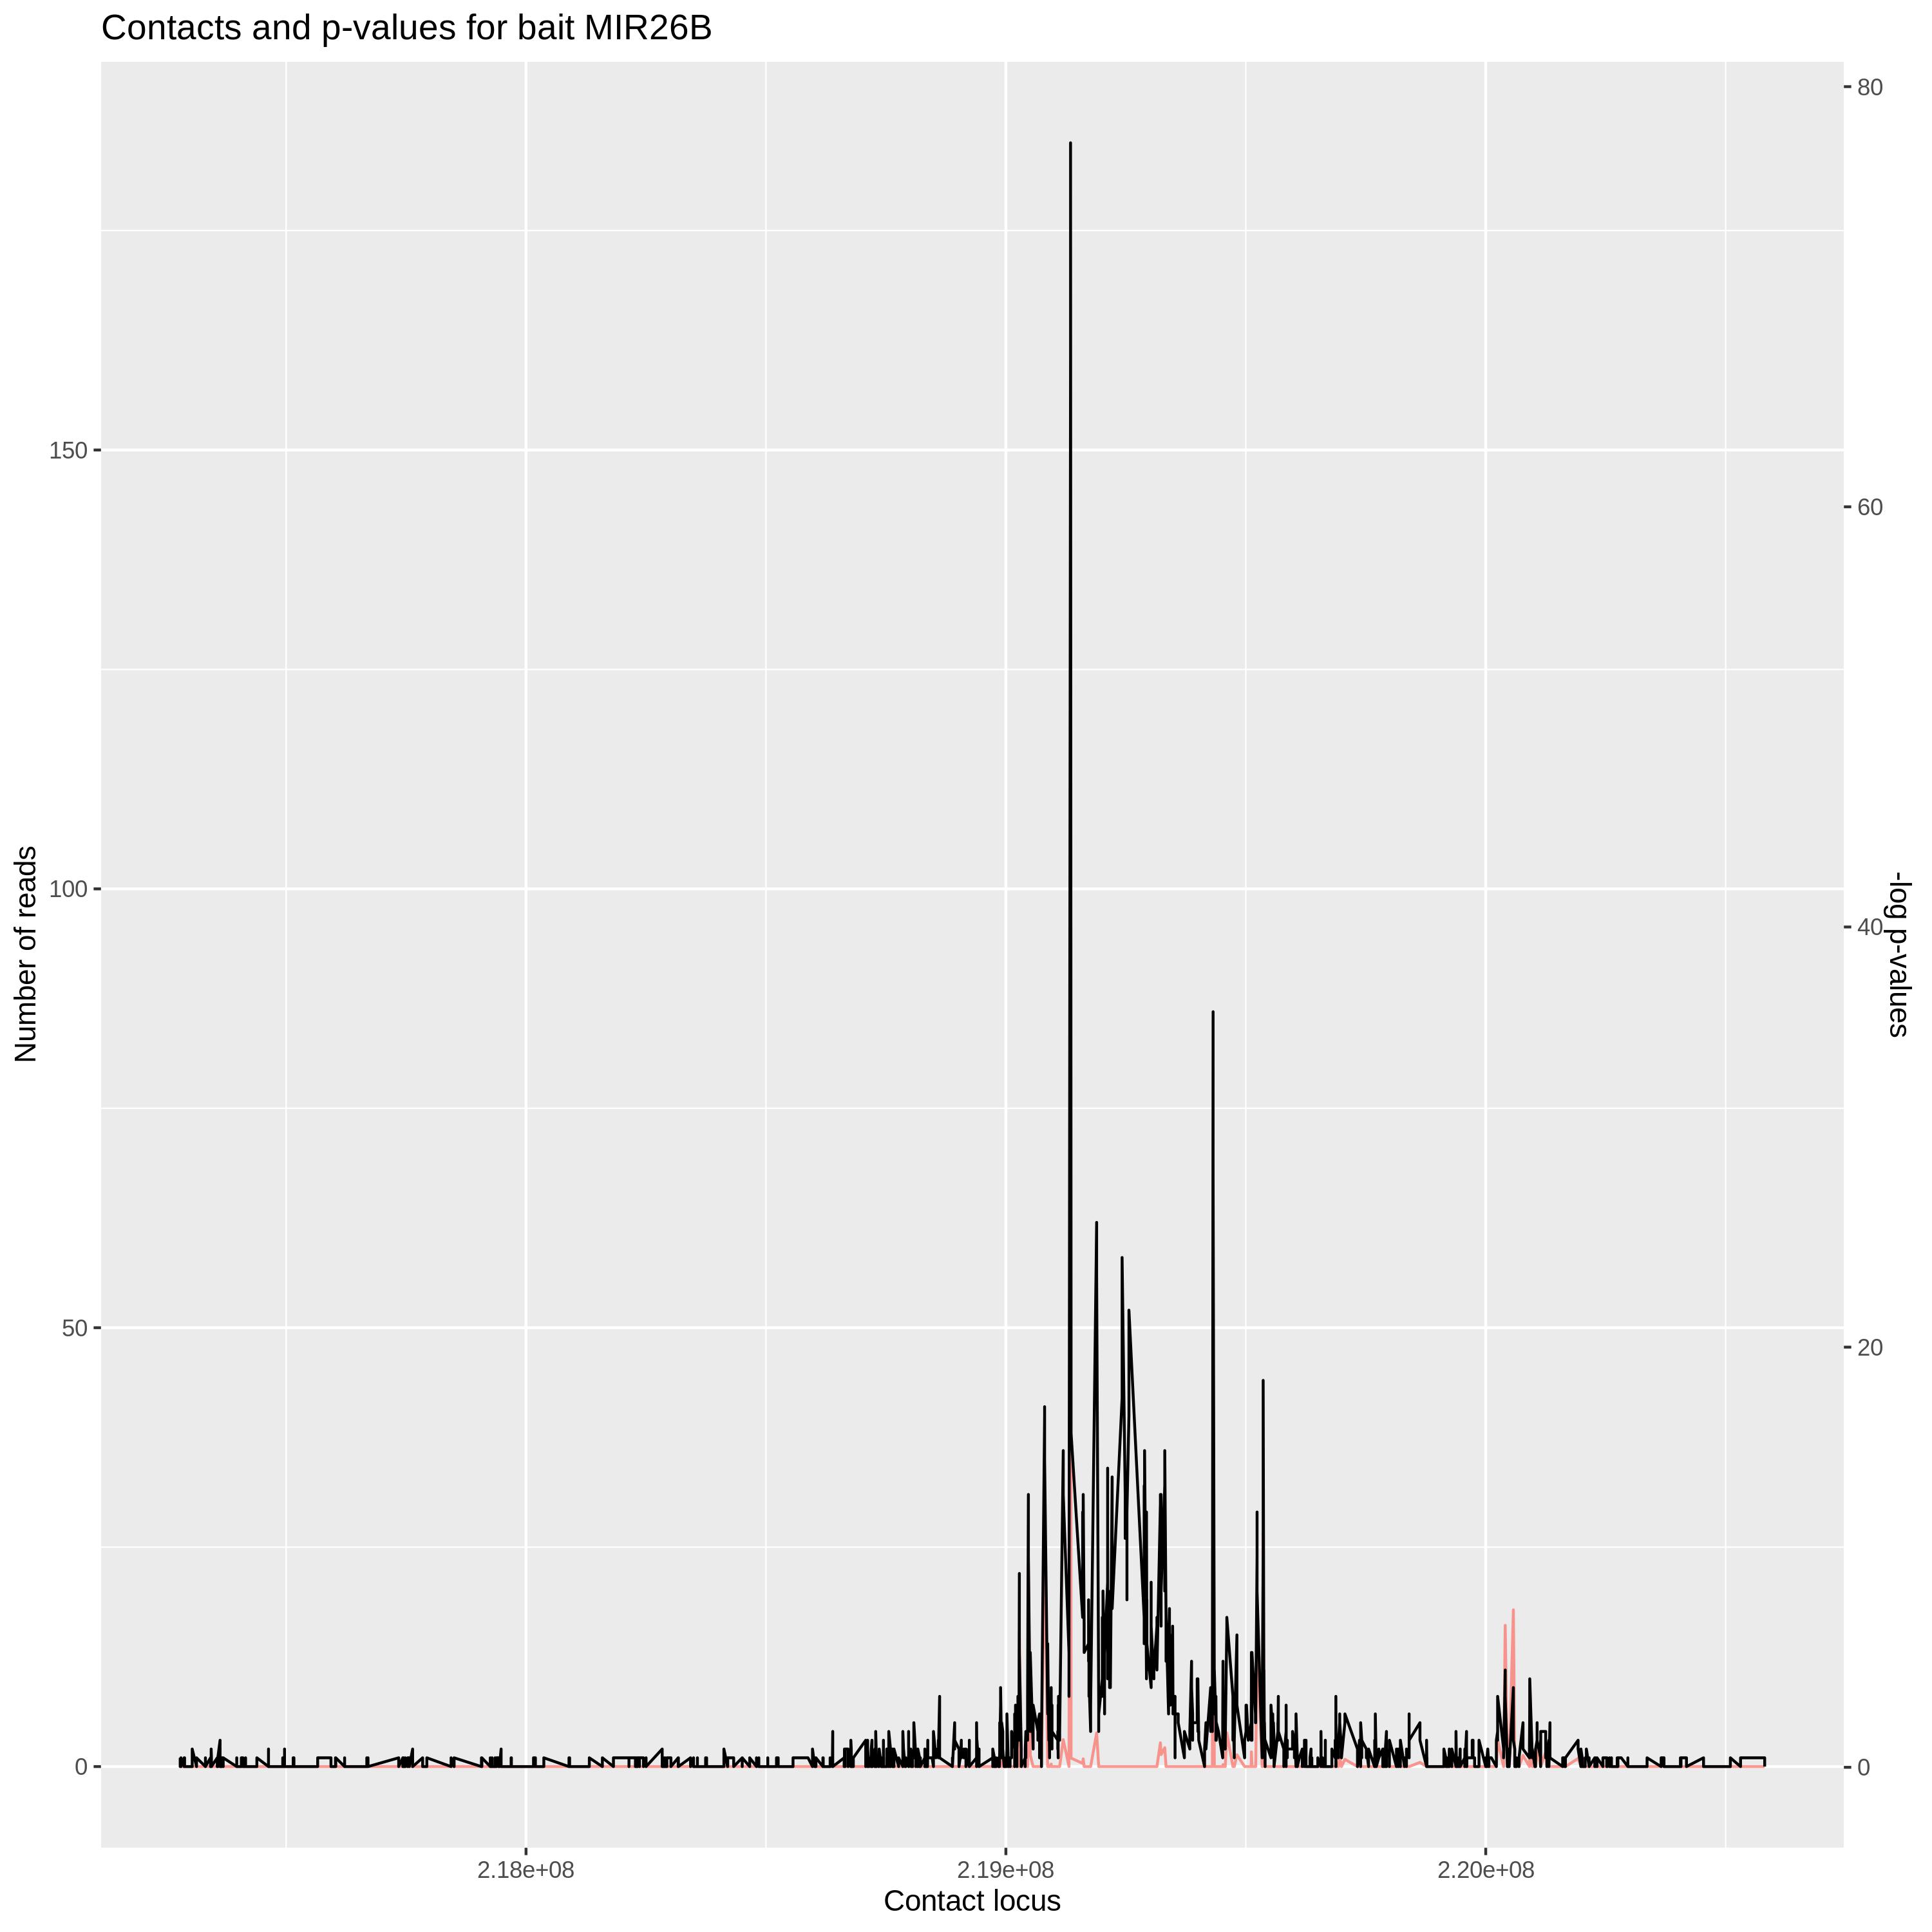 Contacts and p-values for bait MIR26B
80
150
60
Number of reads
100
40
-log p-values
50
20
0
0
2.18e+08
2.19e+08
2.20e+08
Contact locus